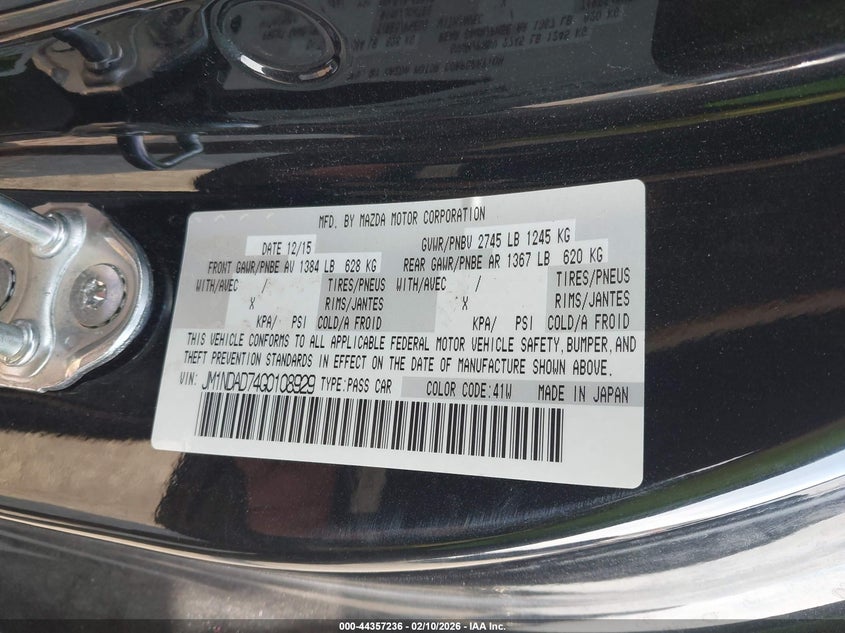 MFD. BY MAZDA MOTOR CORPORATION
DATE 12/15 GVWR/PNBV 2745 LB 1245 KG
FRONT GAWR/PNBE AV 1384 LB 628 KG REAR GAWR/PNBE AR 1367 LB 620 KG
WITH/AVEC / TIRES/PNEUS WITH/AVEC / TIRES/PNEUS
X RIMS/JANTES X RIMS/JANTES
KPA/ PSI COLD/A FROID KPA/ PSI COLD/A FROID
THIS VEHICLE CONFORMS TO ALL APPLICABLE FEDERAL MOTOR VEHICLE SAFETY, BUMPER, AND
THEFT PREVENTION STANDARDS IN EFFECT ON THE DATE OF MANUFACTURE SHOWN ABOVE.
VIN: JM1NDAD74G0108929 TYPE:PASS CAR COLOR CODE:41W MADE IN JAPAN
000-44357236 - 02/10/2026 - IAA Inc.